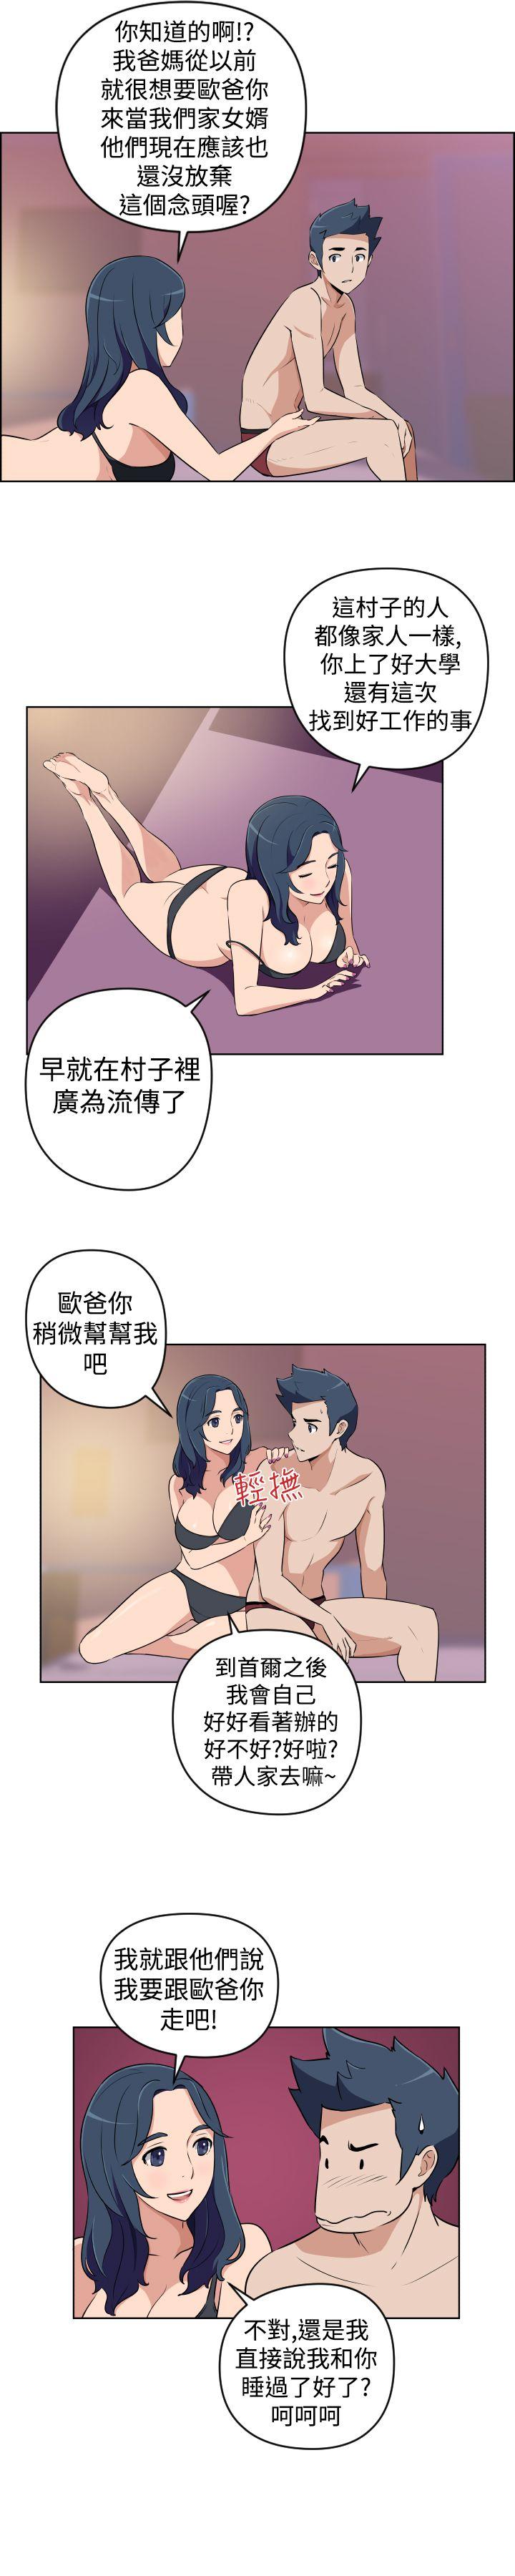 你知道的啊!?
我爸媽從以前
就很想要歐爸你
來當我們家女婿
他們現在應該也
還沒放棄
這個念頭喔?
這村子的人
都像家人一樣,
你上了好大學
還有這次
找到好工作的事
早就在村子裡
廣為流傳了
歐爸你
稍微幫幫我
吧
輕撫
到首爾之後
我會自己
好好看著辦的
好不好?好啦?
帶人家去嘛~
我就跟他們說
我要跟歐爸你
走吧!
不對,還是我
直接說我和你
睡過了好了?
呵呵呵